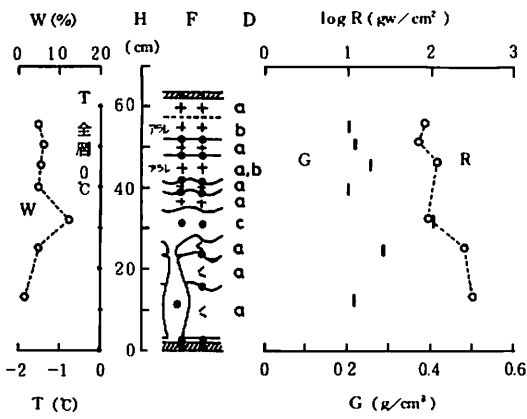 W (%) H F D log R (gw/cm²)
0 10 (cm) 0 1 2 3
T 全層 0℃
60 a
アラレ b
a
アラレ a,b
G R
40 a
a
W c
20 a
a
a
0
-2 -1 0 0 0.2 0.4 0.6
T (℃) G (g/cm³)